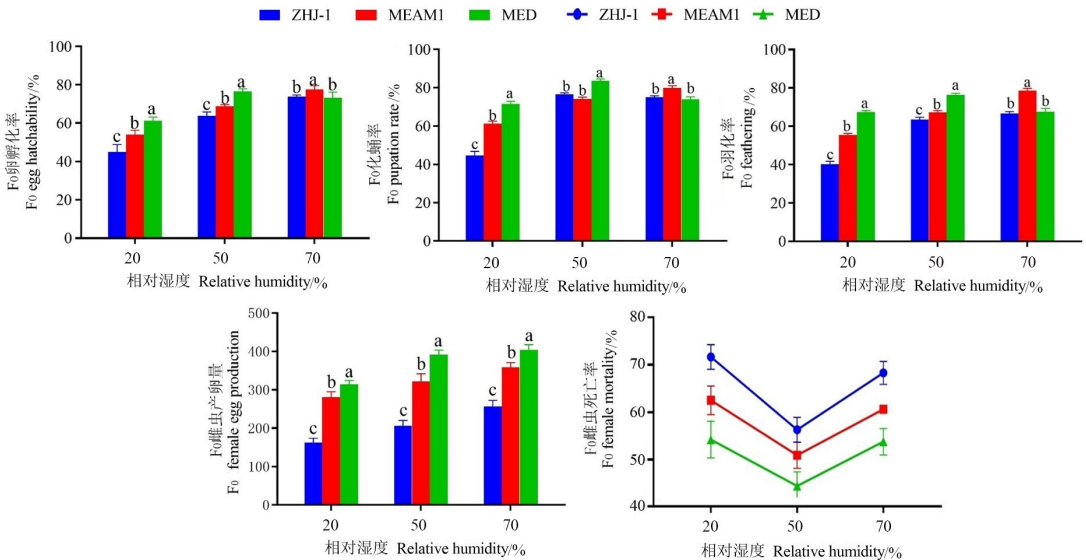 ZHJ-1 MEAM1 MED ZHJ-1 MEAM1 MED
F0卵孵化率
F0 egg hatchability/%
100
80
60
40
20
0
c b a
c b a
b a b
20 50 70
相对湿度 Relative humidity/%
F0化蛹率
F0 pupation rate/%
100
80
60
40
20
0
c b a
b b a
b a b
20 50 70
相对湿度 Relative humidity/%
F0羽化率
F0 feathering /%
100
80
60
40
20
0
c b a
c b a
b a b
20 50 70
相对湿度 Relative humidity/%
F0雌虫产卵量
F0 female egg production
500
400
300
200
100
0
c b a
c b a
c b a
20 50 70
相对湿度 Relative humidity/%
F0雌虫死亡率
F0 female mortality/%
80
70
60
50
40
20 50 70
相对湿度 Relative humidity/%